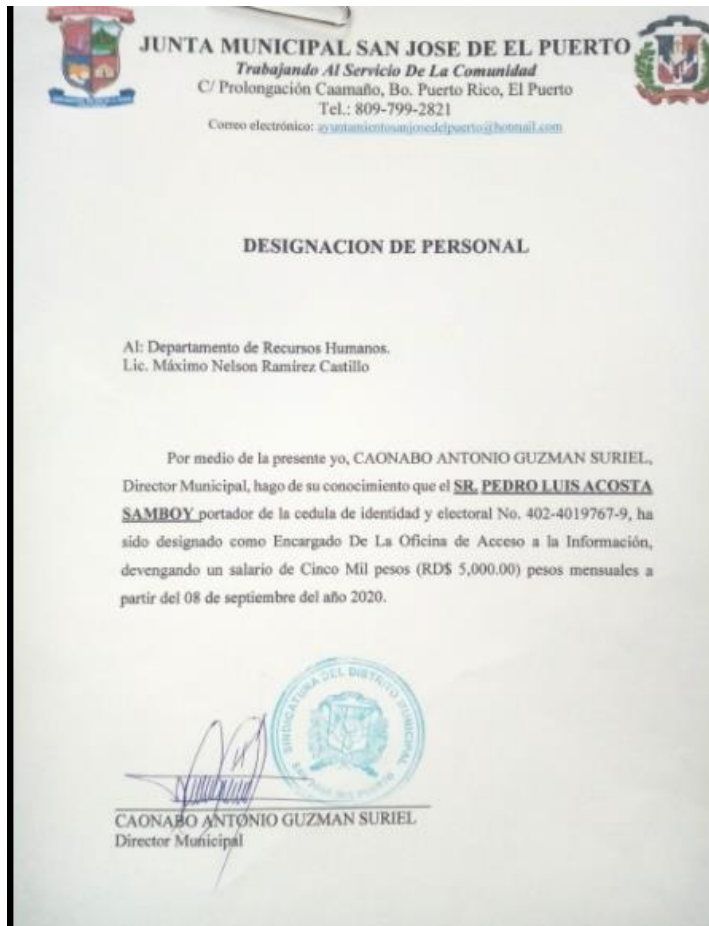 JUNTA MUNICIPAL SAN JOSE DE EL PUERTO
Trabajando Al Servicio De La Comunidad
C/ Prolongación Caamaño, Bo. Puerto Rico, El Puerto
Tel.: 809-799-2821
Correo electrónico: ayuntamientosanjosedelpuerto@hotmail.com
DESIGNACION DE PERSONAL
Al: Departamento de Recursos Humanos.
Lic. Máximo Nelson Ramírez Castillo
Por medio de la presente yo, CAONABO ANTONIO GUZMAN SURIEL,
Director Municipal, hago de su conocimiento que el SR. PEDRO LUIS ACOSTA
SAMBOY portador de la cedula de identidad y electoral No. 402-4019767-9, ha
sido designado como Encargado De La Oficina de Acceso a la Información,
devengando un salario de Cinco Mil pesos (RD$ 5,000.00) pesos mensuales a
partir del 08 de septiembre del año 2020.
SINDICATURA DEL DISTRITO MUNICIPAL
SAN JOSE DEL PUERTO
CAONABO ANTONIO GUZMAN SURIEL
Director Municipal